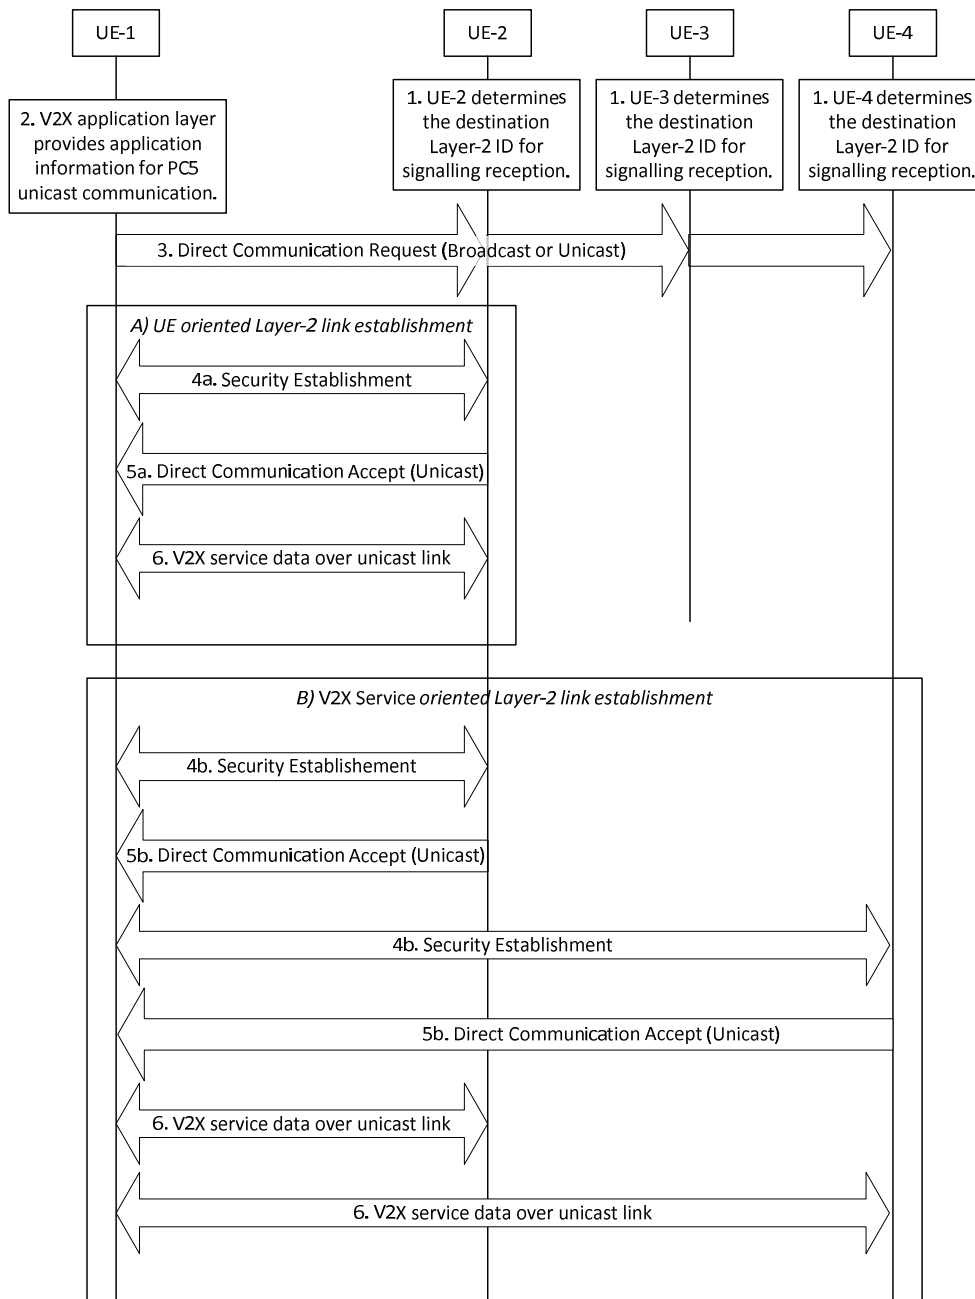 UE-1
UE-2
UE-3
UE-4
2. V2X application layer
provides application
information for PC5
unicast communication.
1. UE-2 determines
the destination
Layer-2 ID for
signalling reception.
1. UE-3 determines
the destination
Layer-2 ID for
signalling reception.
1. UE-4 determines
the destination
Layer-2 ID for
signalling reception.
3. Direct Communication Request (Broadcast or Unicast)
A) UE oriented Layer-2 link establishment
4a. Security Establishment
5a. Direct Communication Accept (Unicast)
6. V2X service data over unicast link
B) V2X Service oriented Layer-2 link establishment
4b. Security Establishement
5b. Direct Communication Accept (Unicast)
4b. Security Establishment
5b. Direct Communication Accept (Unicast)
6. V2X service data over unicast link
6. V2X service data over unicast link